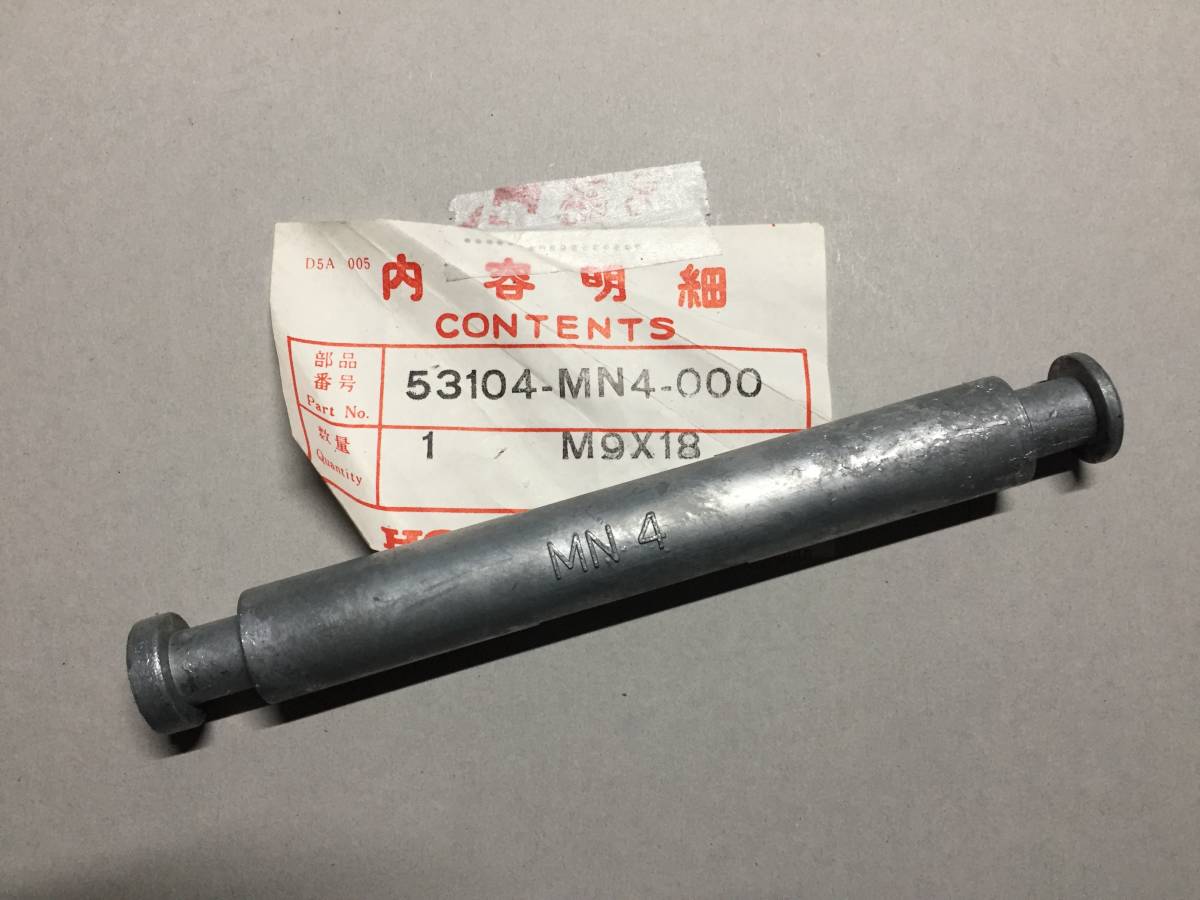 D5A 005
内容明細
CONTENTS
部品
番号
Part No.
53104-MN4-000
数量
Quantity
1 M9X18
MN 4